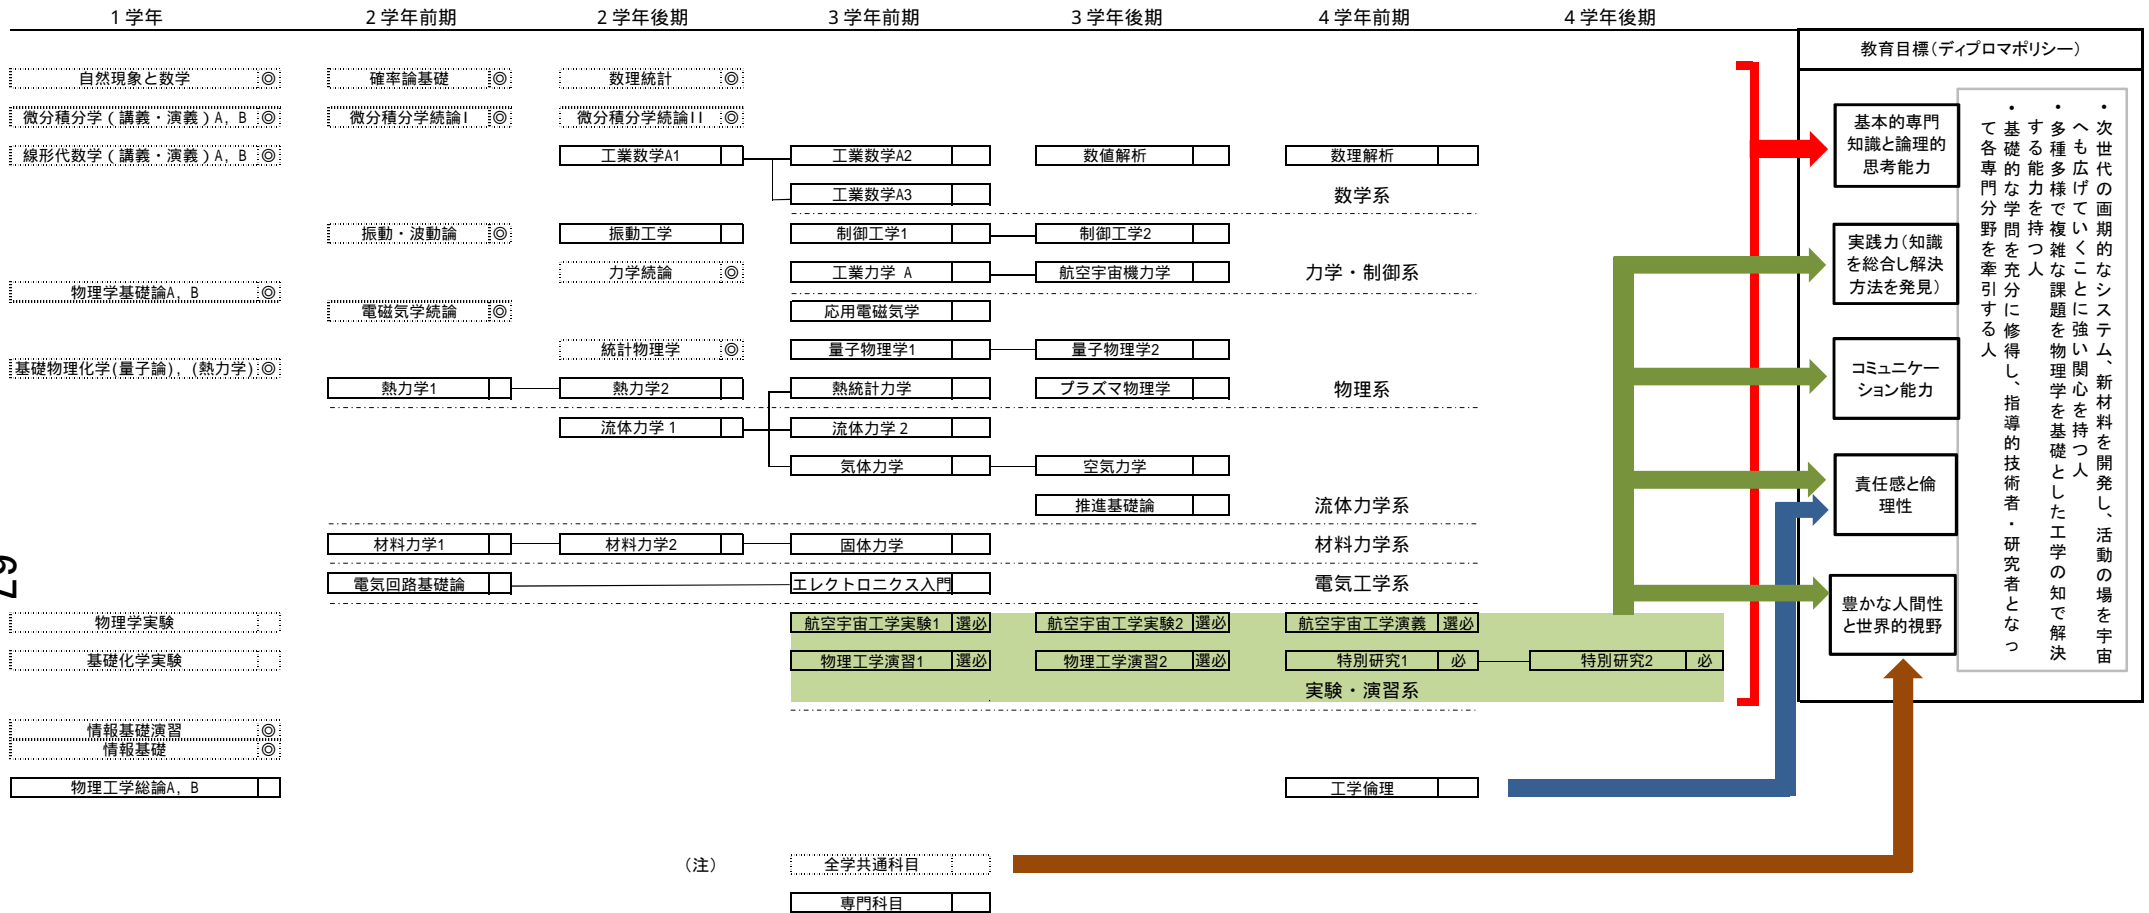 1学年 2学年前期 2学年後期 3学年前期 3学年後期 4学年前期 4学年後期
教育目標（ディプロマポリシー）
自然現象と数学 ◎ 確率論基礎 ◎ 数理統計 ◎
微分積分学（講義・演義）A, B ◎ 微分積分学続論I ◎ 微分積分学続論II ◎
線形代数学（講義・演義）A, B ◎ 工業数学A1 工業数学A2 数値解析 数理解析
工業数学A3 数学系
振動・波動論 ◎ 振動工学 制御工学1 制御工学2
力学続論 ◎ 工業力学 A 航空宇宙機力学 力学・制御系
物理学基礎論A, B ◎
電磁気学続論 ◎ 応用電磁気学
統計物理学 ◎ 量子物理学1 量子物理学2
基礎物理化学(量子論), (熱力学) ◎
熱力学1 熱力学2 熱統計力学 プラズマ物理学 物理系
流体力学 1 流体力学 2
気体力学 空気力学
推進基礎論 流体力学系
材料力学1 材料力学2 固体力学 材料力学系
電気回路基礎論 エレクトロニクス入門 電気工学系
物理学実験 航空宇宙工学実験1 選必 航空宇宙工学実験2 選必 航空宇宙工学演義 選必
基礎化学実験 物理工学演習1 選必 物理工学演習2 選必 特別研究1 必 特別研究2 必
実験・演習系
情報基礎演習 ◎
情報基礎 ◎
物理工学総論A, B 工学倫理
（注） 全学共通科目
専門科目
基本的専門
知識と論理的
思考能力
実践力（知識
を総合し解決
方法を発見）
コミュニケー
ション能力
責任感と倫
理性
豊かな人間性
と世界的視野
・次世代の画期的なシステム、新材料を開発し、活動の場を宇宙
へも広げていくことに強い関心を持つ人
・多種多様で複雑な課題を物理学を基礎とした工学の知で解決
する能力を持つ人
・基礎的な学問を充分に修得し、指導的技術者・研究者となっ
て各専門分野を牽引する人